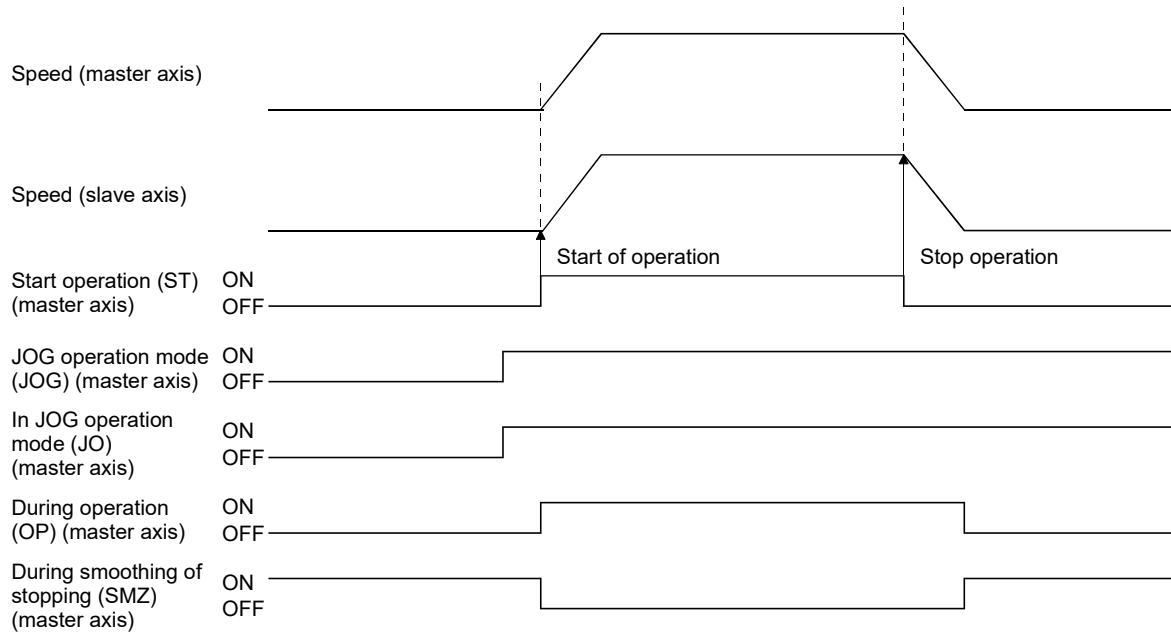 Speed (master axis)
Speed (slave axis)
Start of operation
Stop operation
Start operation (ST)
(master axis)
ON
OFF
JOG operation mode
(JOG) (master axis)
ON
OFF
In JOG operation
mode (JO)
(master axis)
ON
OFF
During operation
(OP) (master axis)
ON
OFF
During smoothing of
stopping (SMZ)
(master axis)
ON
OFF